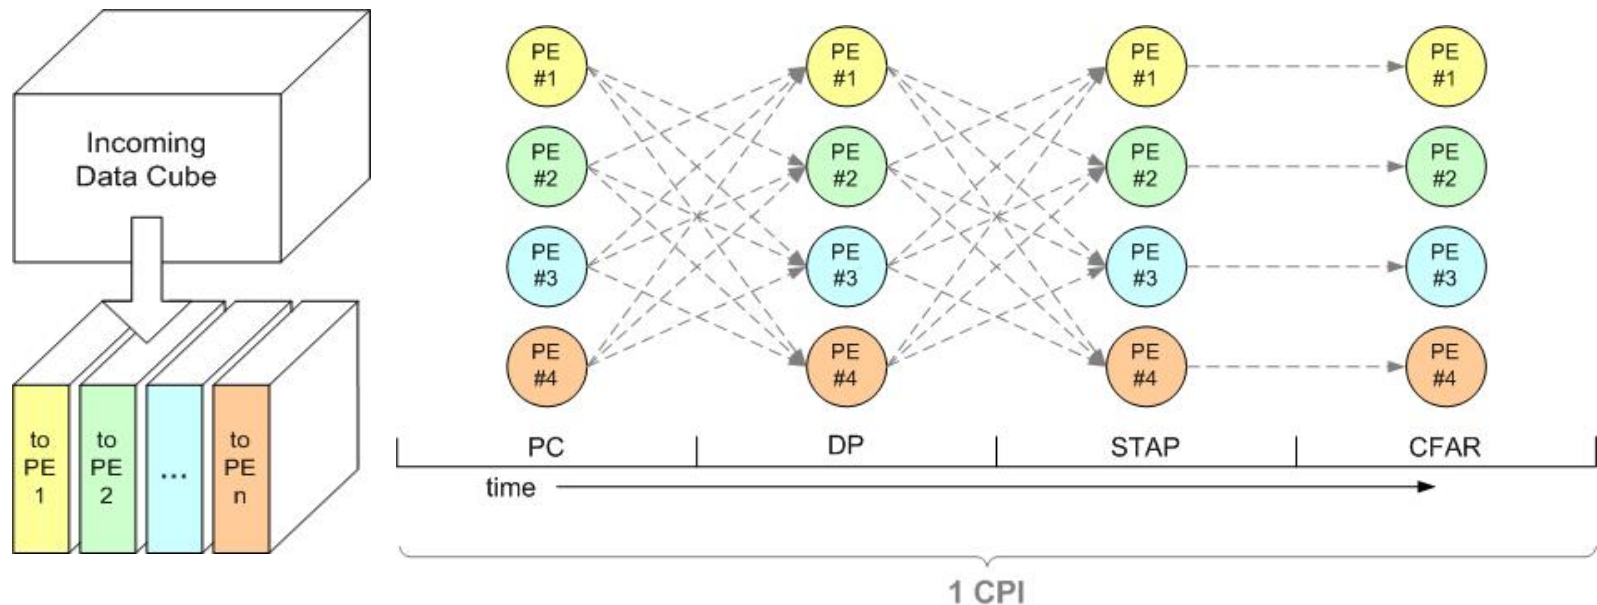 Incoming
Data Cube
to
PE
1
to
PE
2
...
to
PE
n
PE
#1
PE
#1
PE
#1
PE
#1
PE
#2
PE
#2
PE
#2
PE
#2
PE
#3
PE
#3
PE
#3
PE
#3
PE
#4
PE
#4
PE
#4
PE
#4
PC
DP
STAP
CFAR
time
1 CPI